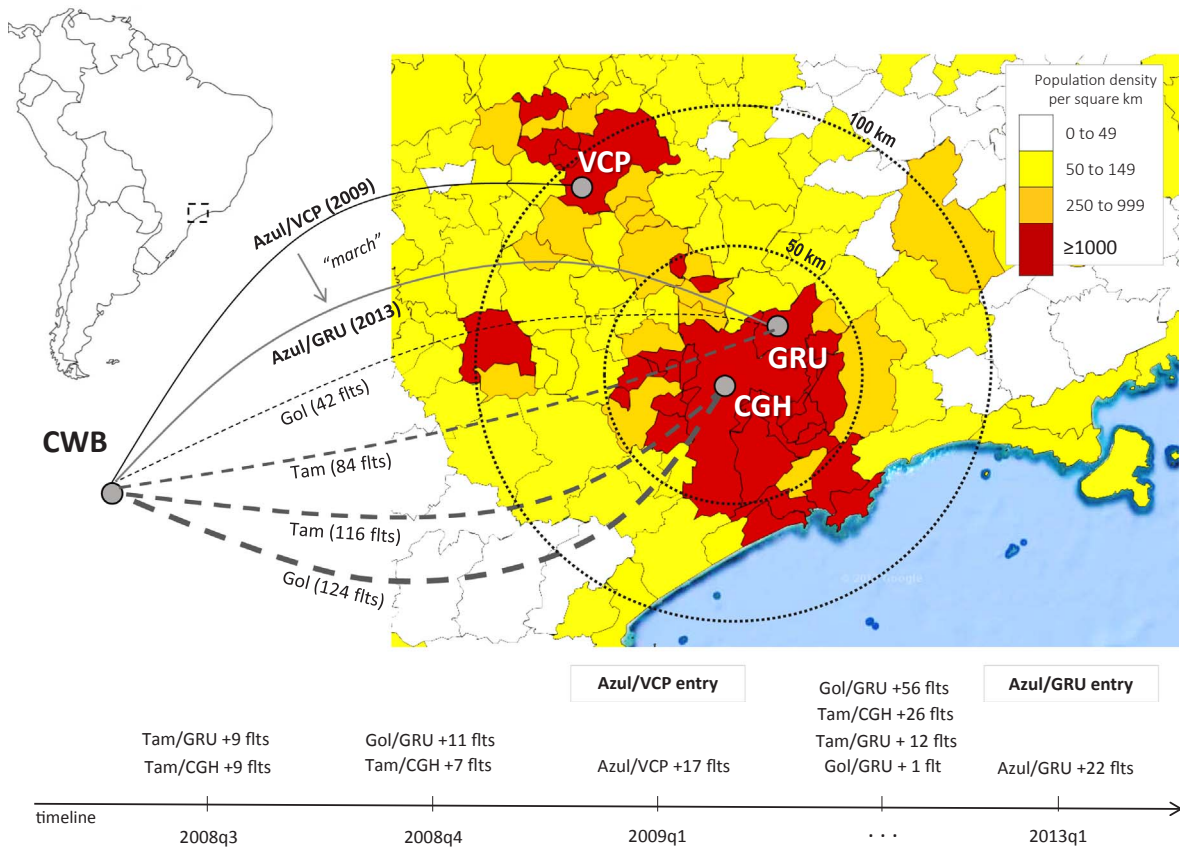 Population density
per square km
0 to 49
50 to 149
250 to 999
≥1000
100 km
50 km
VCP
GRU
CGH
CWB
Azul/VCP (2009)
“march”
Azul/GRU (2013)
Gol (42 flts)
Tam (84 flts)
Tam (116 flts)
Gol (124 flts)
Azul/VCP entry
Azul/GRU entry
Gol/GRU +56 flts
Tam/CGH +26 flts
Tam/GRU + 12 flts
Gol/GRU + 1 flt
Tam/GRU +9 flts
Tam/CGH +9 flts
Gol/GRU +11 flts
Tam/CGH +7 flts
Azul/VCP +17 flts
Azul/GRU +22 flts
timeline
2008q3
2008q4
2009q1
· · ·
2013q1